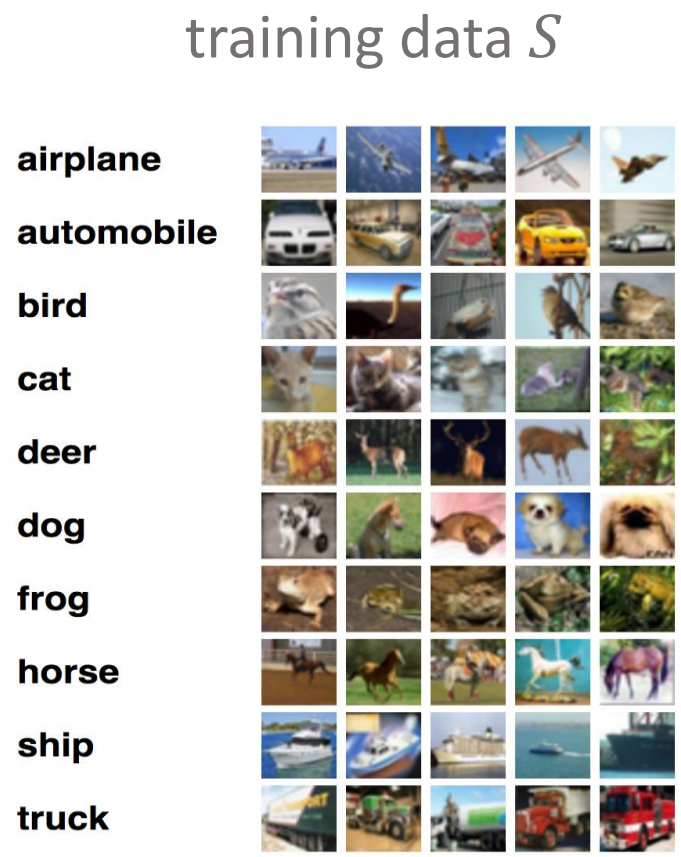 training data S
airplane
automobile
bird
cat
deer
dog
frog
horse
ship
truck